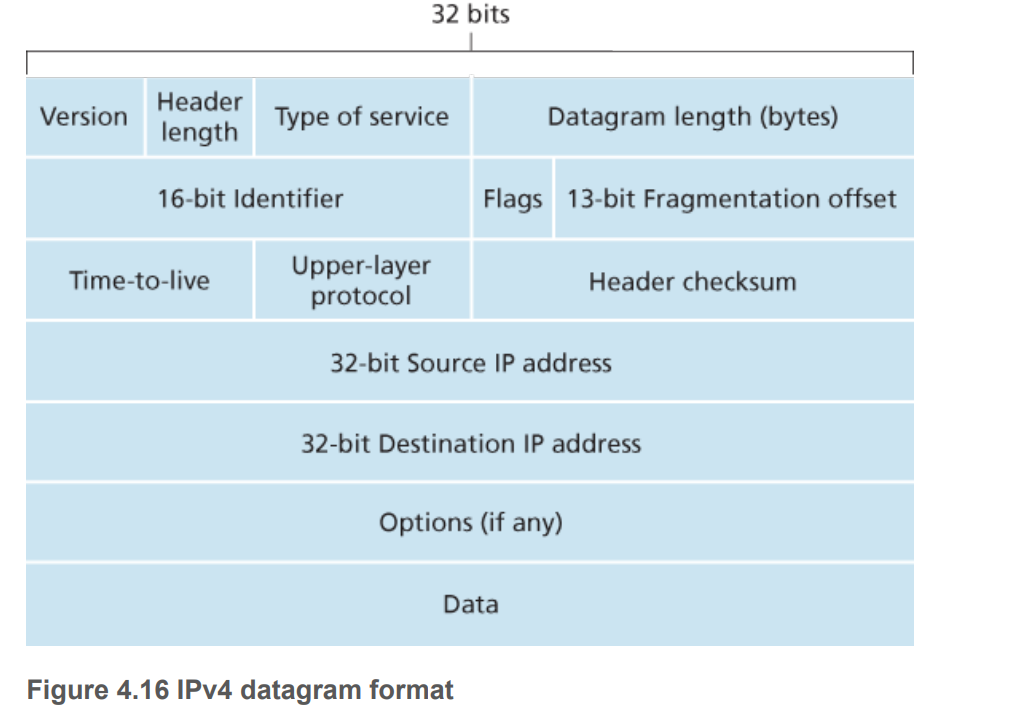 32 bits
Version
Header
length
Type of service
Datagram length (bytes)
16-bit Identifier
Flags
13-bit Fragmentation offset
Time-to-live
Upper-layer
protocol
Header checksum
32-bit Source IP address
32-bit Destination IP address
Options (if any)
Data
Figure 4.16 IPv4 datagram format